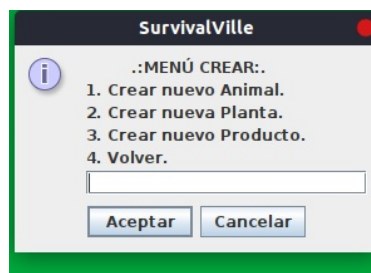 SurvivalVille
.:MENÚ CREAR:.
1. Crear nuevo Animal.
2. Crear nueva Planta.
3. Crear nuevo Producto.
4. Volver.
Aceptar Cancelar